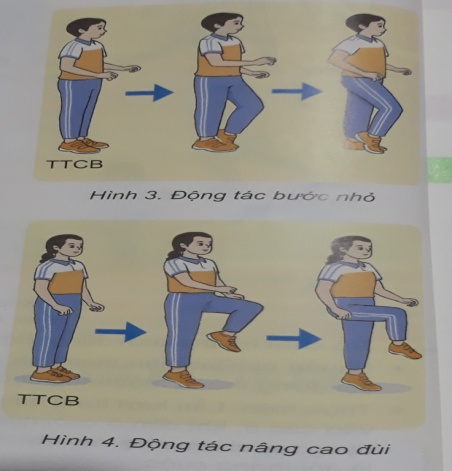 TTCB
Hình 3. Động tác bước nhỏ
TTCB
Hình 4. Động tác nâng cao đùi